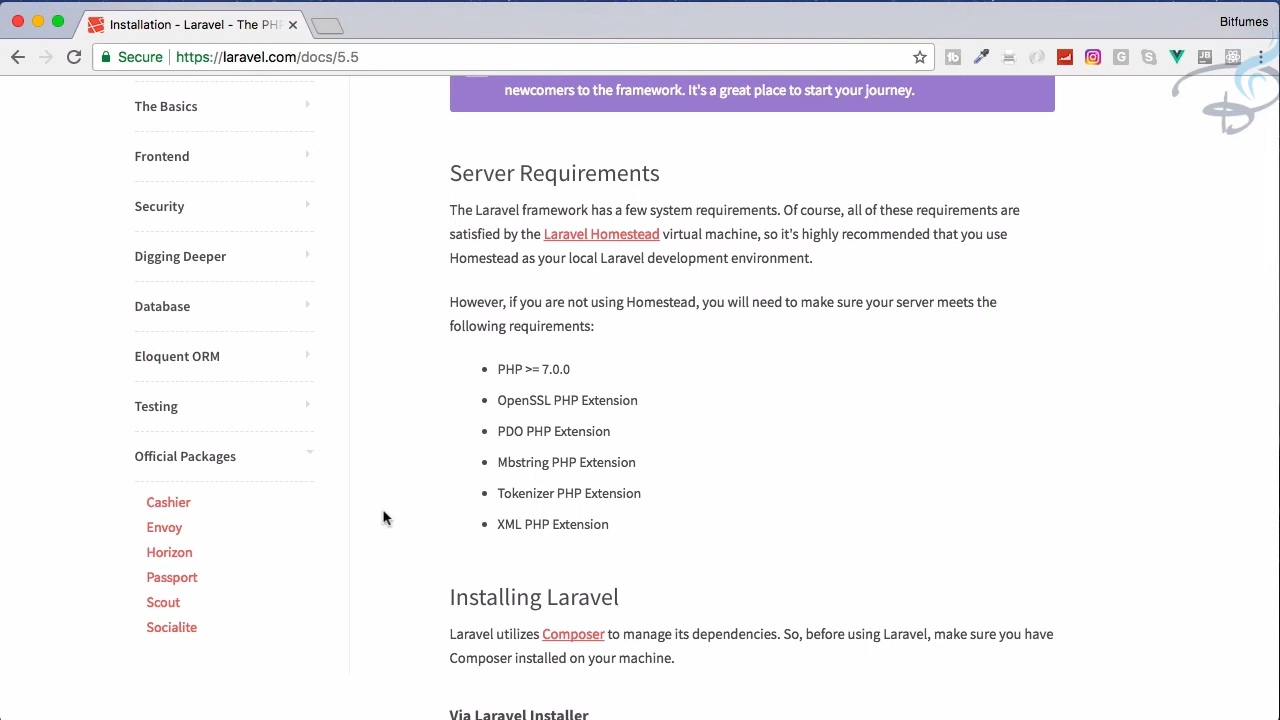 Installation - Laravel - The PH
Bitfumes
Secure
https://laravel.com/docs/5.5
The Basics
Frontend
Security
Digging Deeper
Database
Eloquent ORM
Testing
Official Packages
Cashier
Envoy
Horizon
Passport
Scout
Socialite
newcomers to the framework. It's a great place to start your journey.
Server Requirements
The Laravel framework has a few system requirements. Of course, all of these requirements are
satisfied by the Laravel Homestead virtual machine, so it's highly recommended that you use
Homestead as your local Laravel development environment.
However, if you are not using Homestead, you will need to make sure your server meets the
following requirements:
PHP >= 7.0.0
OpenSSL PHP Extension
PDO PHP Extension
Mbstring PHP Extension
Tokenizer PHP Extension
XML PHP Extension
Installing Laravel
Laravel utilizes Composer to manage its dependencies. So, before using Laravel, make sure you have
Composer installed on your machine.
Via Laravel Installer